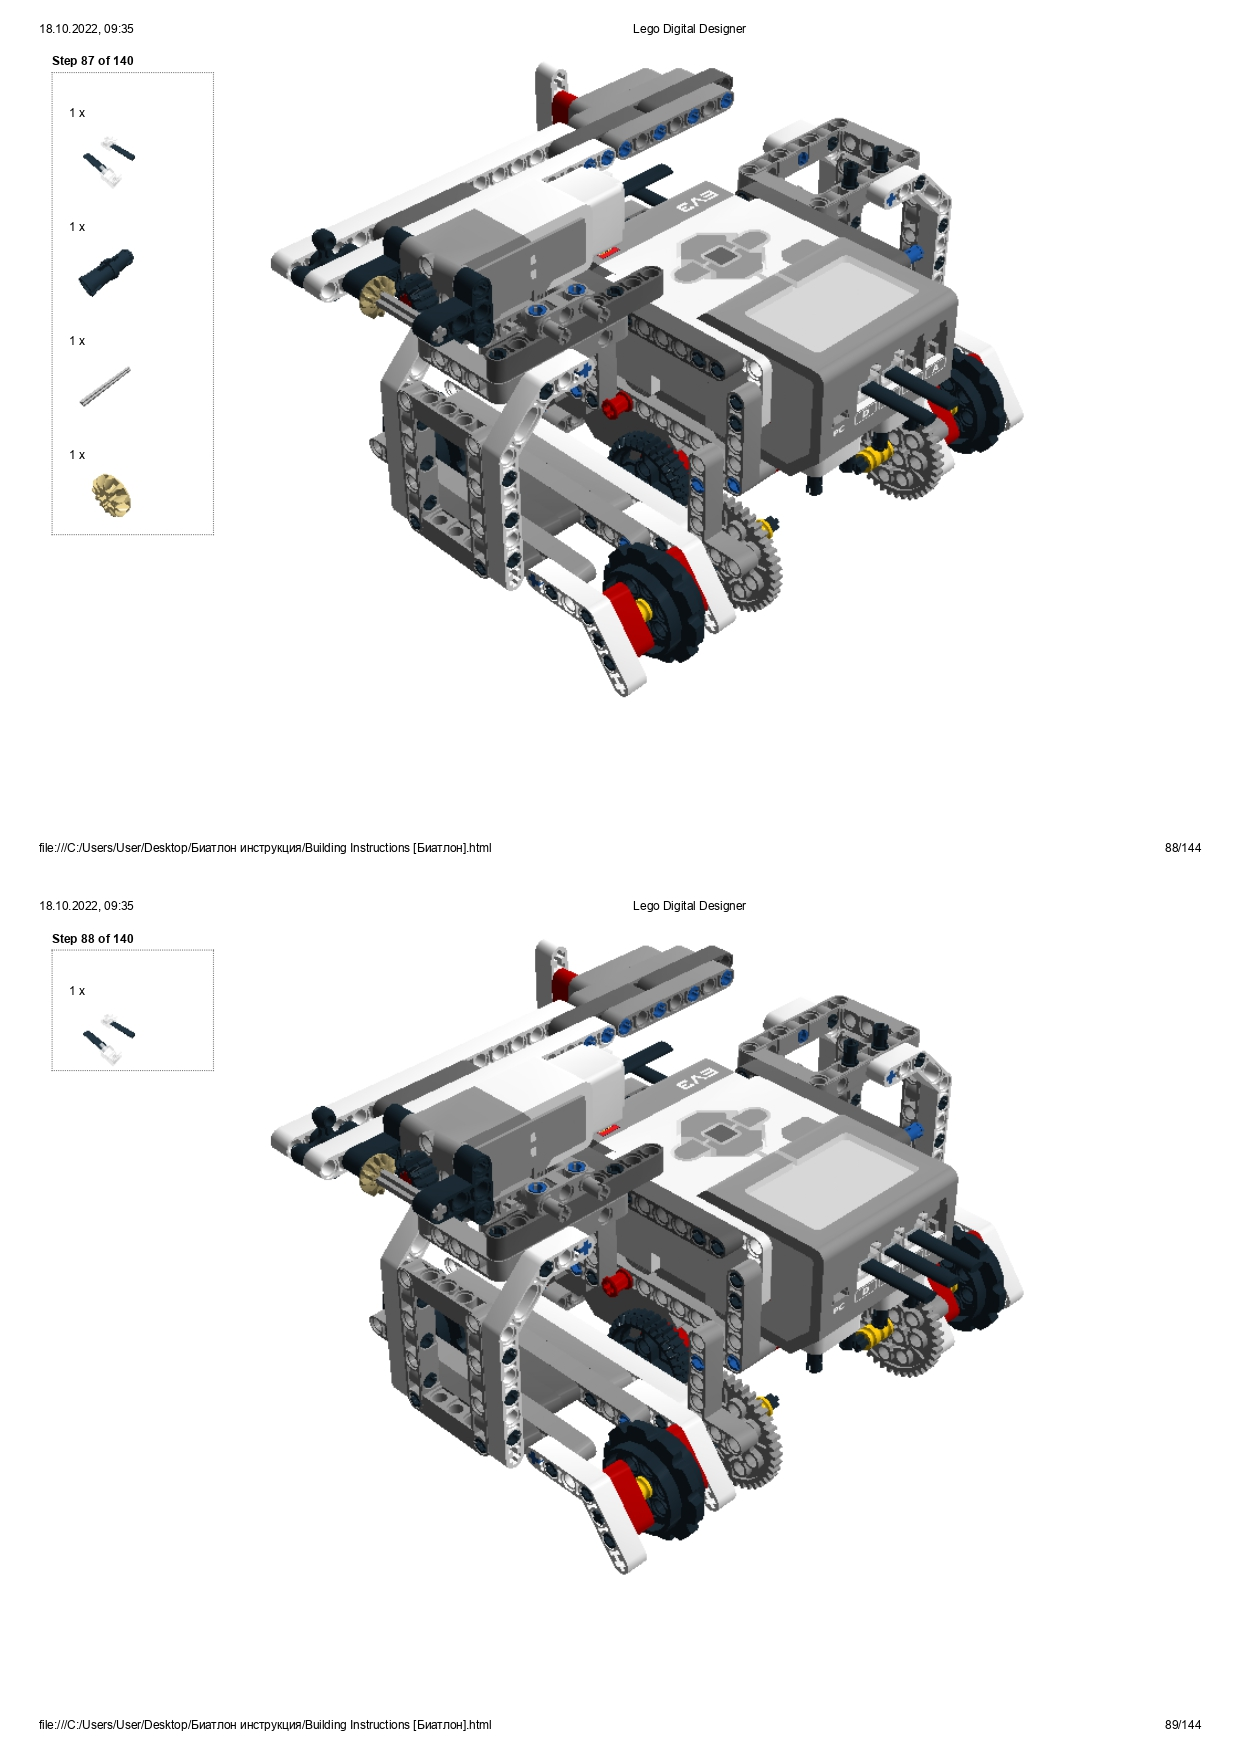 18.10.2022, 09:35 Lego Digital Designer
Step 87 of 140
1 x
1 x
1 x
1 x
EV3
PC D A
file:///C:/Users/User/Desktop/Биатлон инструкция/Building Instructions [Биатлон].html 88/144
18.10.2022, 09:35 Lego Digital Designer
Step 88 of 140
1 x
EV3
PC D
file:///C:/Users/User/Desktop/Биатлон инструкция/Building Instructions [Биатлон].html 89/144